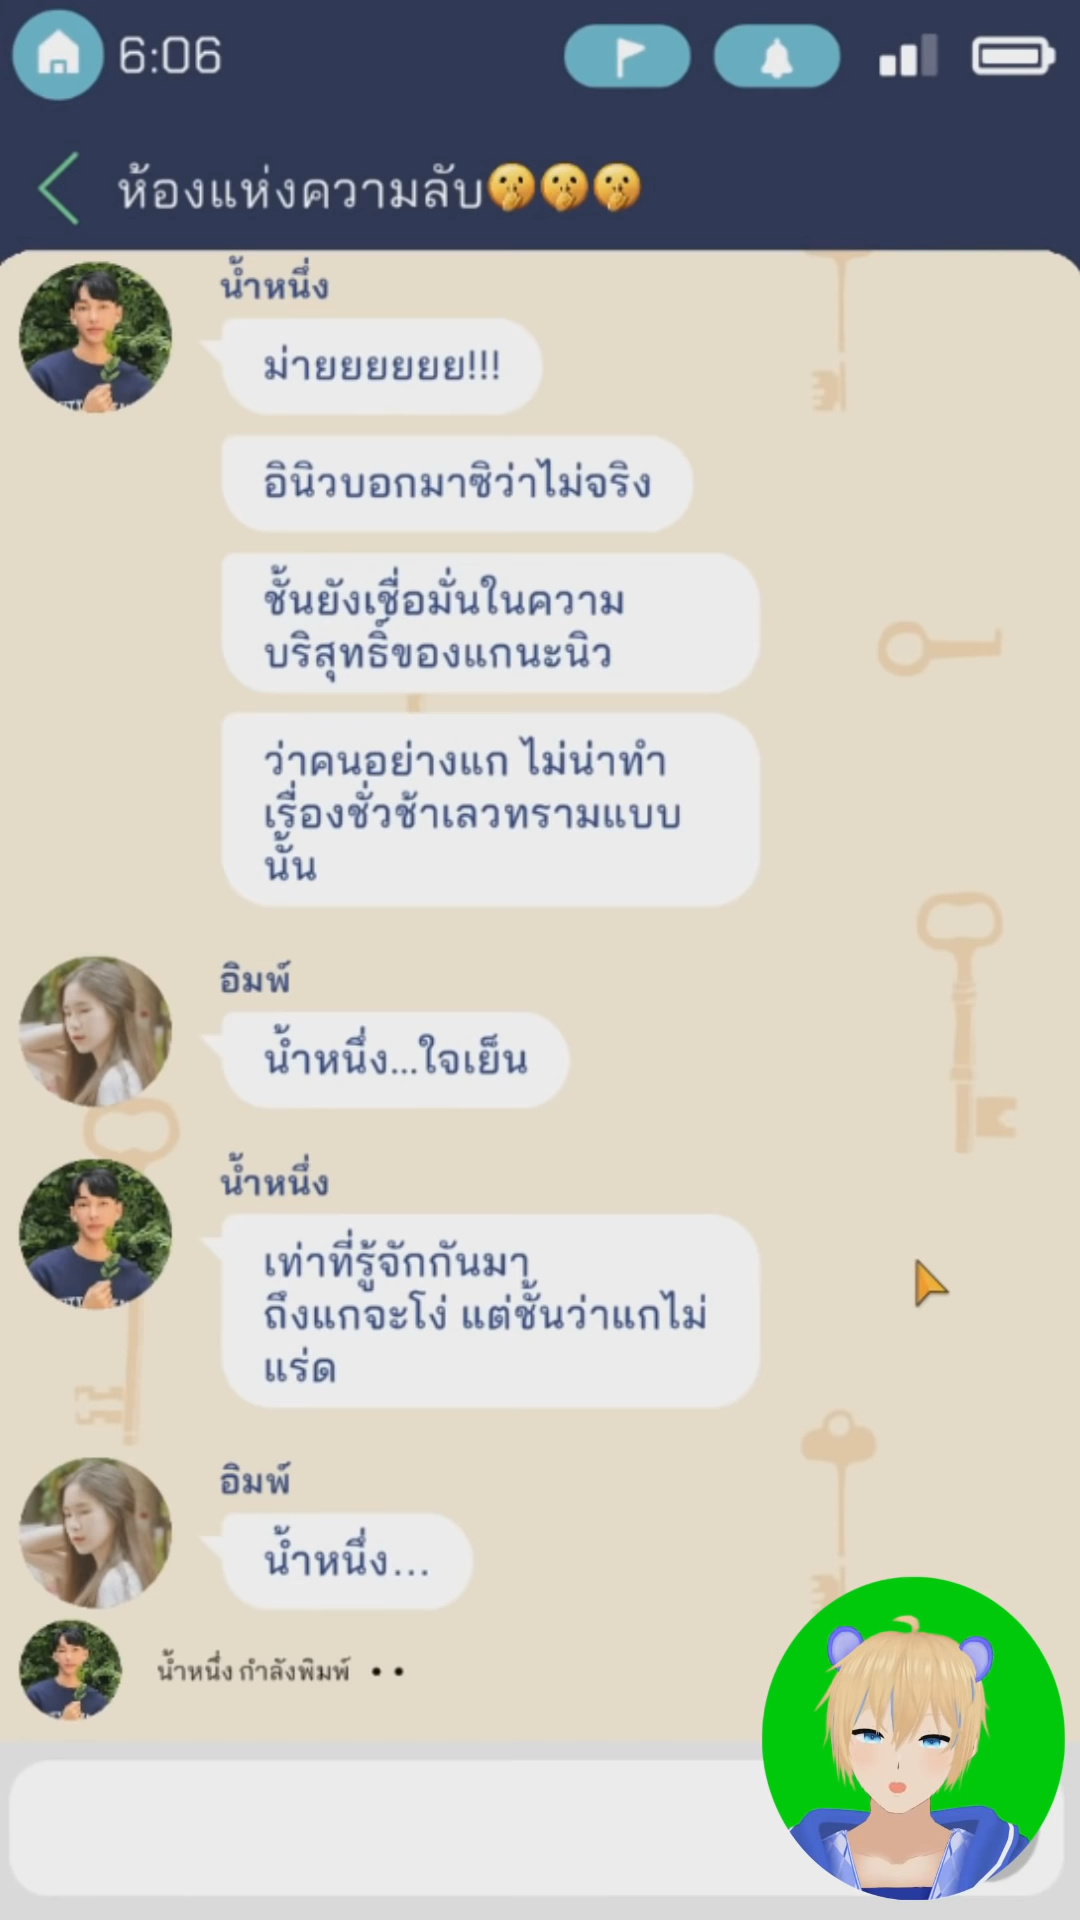 6:06
ห้องแห่งความลับ🤫🤫🤫
น้ำหนึ่ง
ม่ายยยยยย!!!
อินิวบอกมาซิว่าไม่จริง
ชั้นยังเชื่อมั่นในความ
บริสุทธิ์ของแกนะนิว
ว่าคนอย่างแก ไม่น่าทำ
เรื่องชั่วช้าเลวทรามแบบ
นั้น
อิมพ์
น้ำหนึ่ง...ใจเย็น
น้ำหนึ่ง
เท่าที่รู้จักกันมา
ถึงแกจะโง่ แต่ชั้นว่าแกไม่
แร่ด
อิมพ์
น้ำหนึ่ง...
น้ำหนึ่ง กำลังพิมพ์ • •